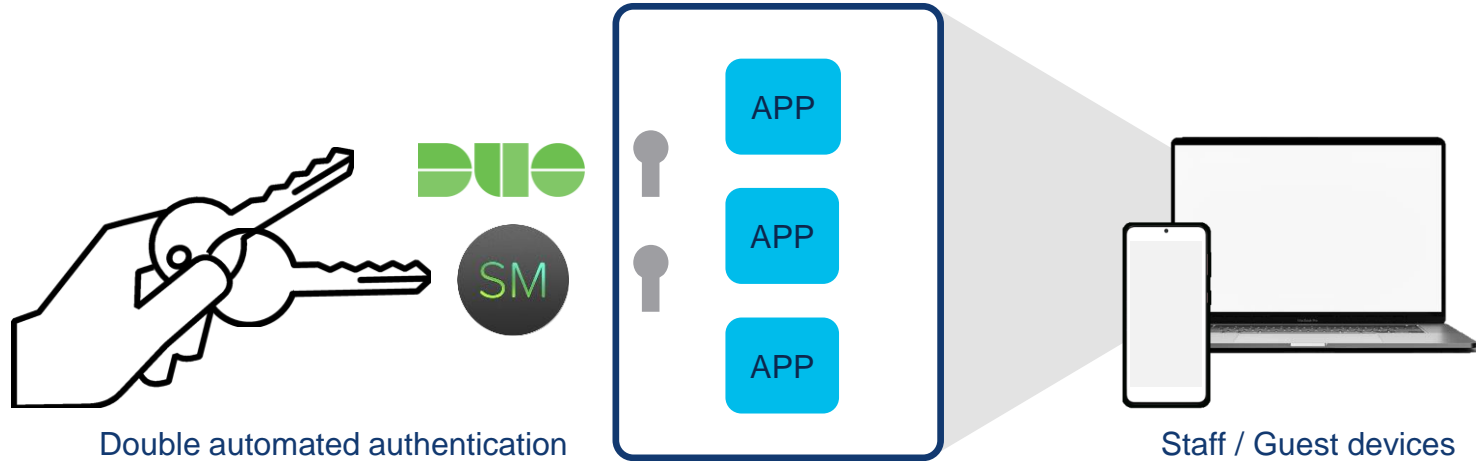 DUO
SM
APP
APP
APP
Double automated authentication
Staff / Guest devices